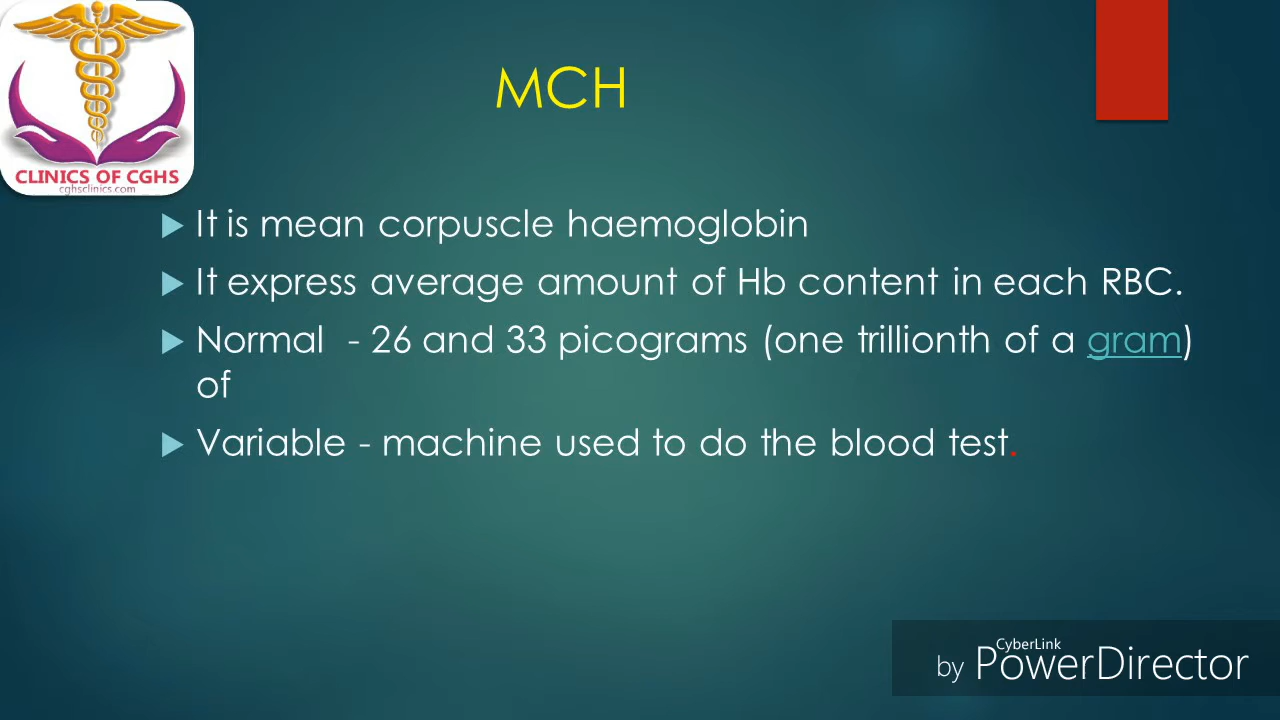 CLINICS OF CGHS
cghsclinics.com
MCH
It is mean corpuscle haemoglobin
It express average amount of Hb content in each RBC.
Normal - 26 and 33 picograms (one trillionth of a gram)
of
Variable - machine used to do the blood test.
by CyberLink PowerDirector